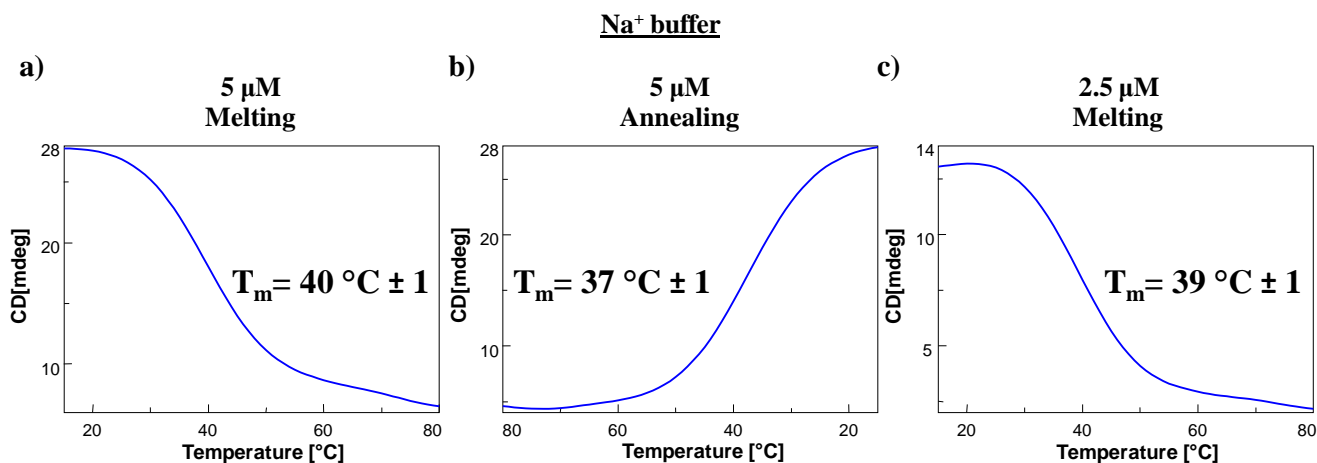 Na⁺ buffer
a)
5 μM
Melting
28
20
10
CD[mdeg]
Tm= 40 °C ± 1
20
40
60
80
Temperature [°C]
b)
5 μM
Annealing
28
20
10
CD[mdeg]
Tm= 37 °C ± 1
80
60
40
20
Temperature [°C]
c)
2.5 μM
Melting
14
10
5
CD[mdeg]
Tm= 39 °C ± 1
20
40
60
80
Temperature [°C]